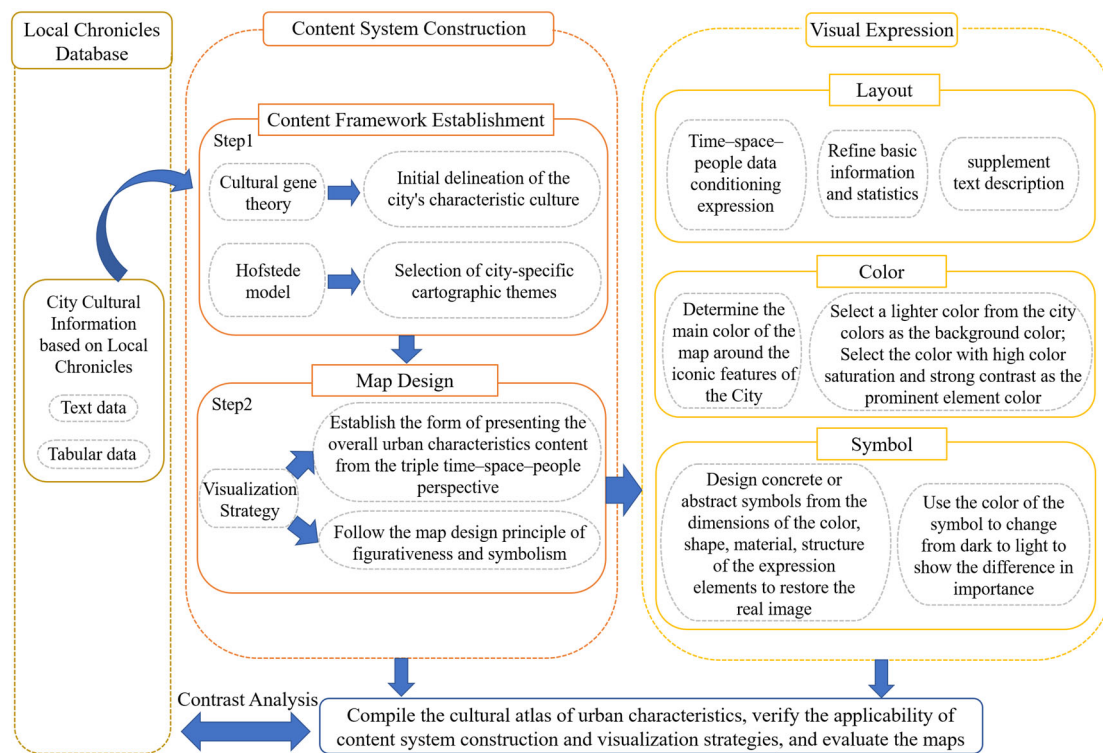 Local Chronicles
Database
City Cultural
Information
based on Local
Chronicles
Text data
Tabular data
Content System Construction
Content Framework Establishment
Step1
Cultural gene
theory
Initial delineation of the
city's characteristic culture
Hofstede
model
Selection of city-specific
cartographic themes
Map Design
Step2
Visualization
Strategy
Establish the form of presenting the
overall urban characteristics content
from the triple time–space–people
perspective
Follow the map design principle of
figurativeness and symbolism
Visual Expression
Layout
Time–space–
people data
conditioning
expression
Refine basic
information
and statistics
supplement
text description
Color
Determine the
main color of the
map around the
iconic features of
the City
Select a lighter color from the city
colors as the background color;
Select the color with high color
saturation and strong contrast as the
prominent element color
Symbol
Design concrete or
abstract symbols from the
dimensions of the color,
shape, material, structure
of the expression
elements to restore the
real image
Use the color of the
symbol to change
from dark to light to
show the difference in
importance
Contrast Analysis
Compile the cultural atlas of urban characteristics, verify the applicability of
content system construction and visualization strategies, and evaluate the maps